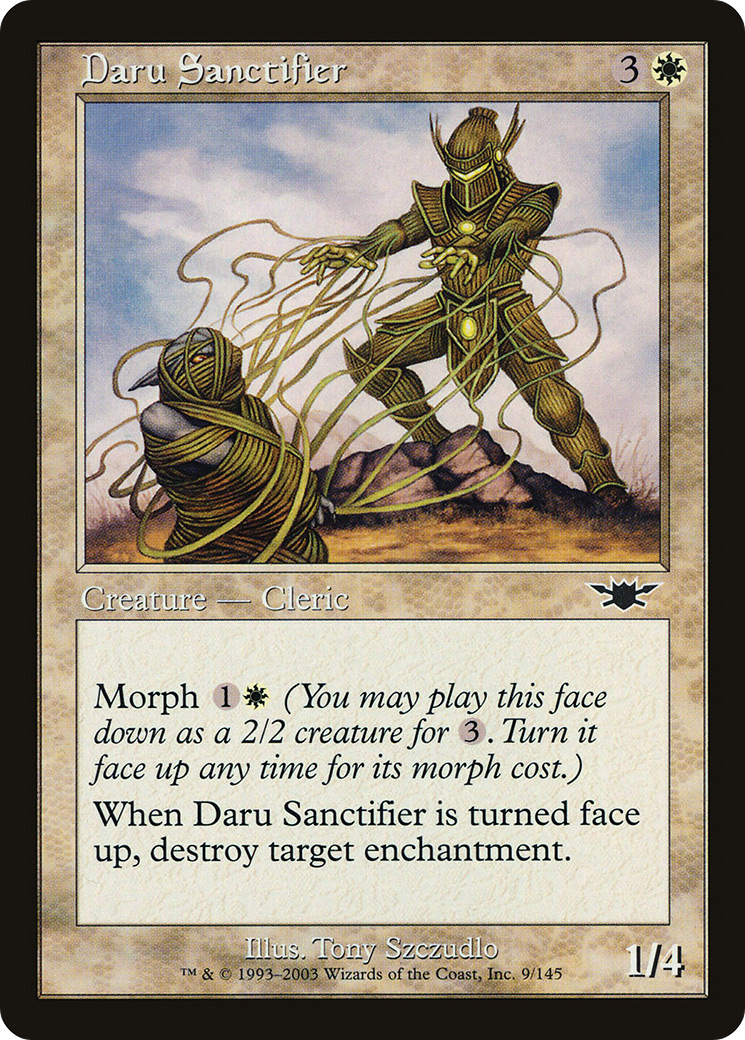 Daru Sanctifier 3
Creature — Cleric
Morph 1 (You may play this face
down as a 2/2 creature for 3. Turn it
face up any time for its morph cost.)
When Daru Sanctifier is turned face
up, destroy target enchantment.
Illus. Tony Szczudlo
™ & © 1993–2003 Wizards of the Coast, Inc. 9/145
1/4